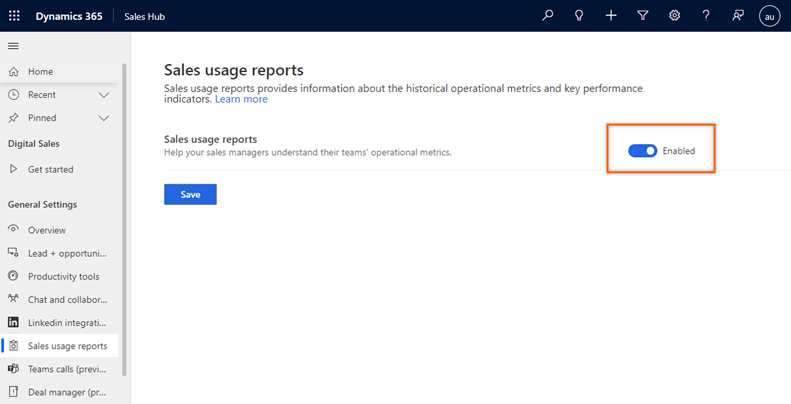 Dynamics 365
Sales Hub
au
Home
Recent
Pinned
Digital Sales
Get started
General Settings
Overview
Lead + opportuni...
Productivity tools
Chat and collabor...
Linkedin integrati...
Sales usage reports
Teams calls (previ...
Deal manager (pr...
Sales usage reports
Sales usage reports provides information about the historical operational metrics and key performance
indicators. Learn more
Sales usage reports
Help your sales managers understand their teams' operational metrics.
Enabled
Save